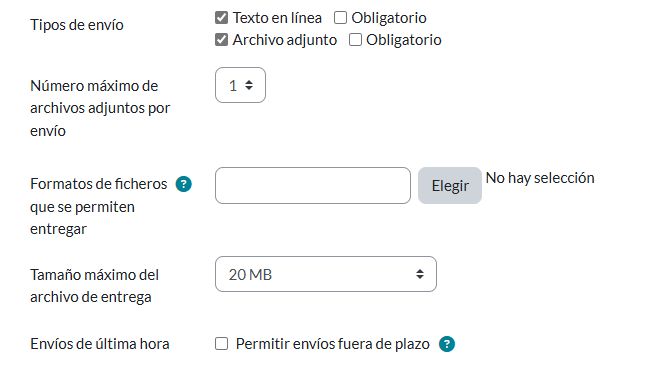 Tipos de envío
Texto en línea Obligatorio
Archivo adjunto Obligatorio
Número máximo de
archivos adjuntos por
envío
1
Formatos de ficheros ?
que se permiten
entregar
Elegir No hay selección
Tamaño máximo del
archivo de entrega
20 MB
Envíos de última hora Permitir envíos fuera de plazo ?